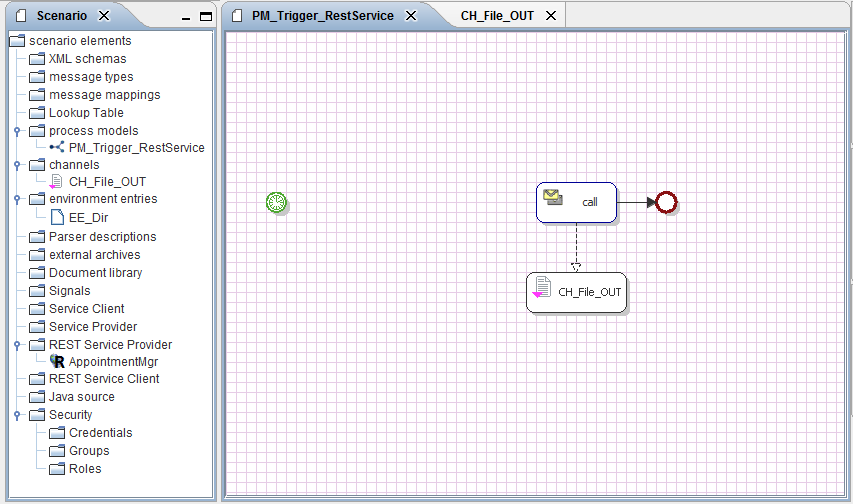 Scenario
scenario elements
XML schemas
message types
message mappings
Lookup Table
process models
PM_Trigger_RestService
channels
CH_File_OUT
environment entries
EE_Dir
Parser descriptions
external archives
Document library
Signals
Service Client
Service Provider
REST Service Provider
R AppointmentMgr
REST Service Client
Java source
Security
Credentials
Groups
Roles
PM_Trigger_RestService
CH_File_OUT
call
CH_File_OUT